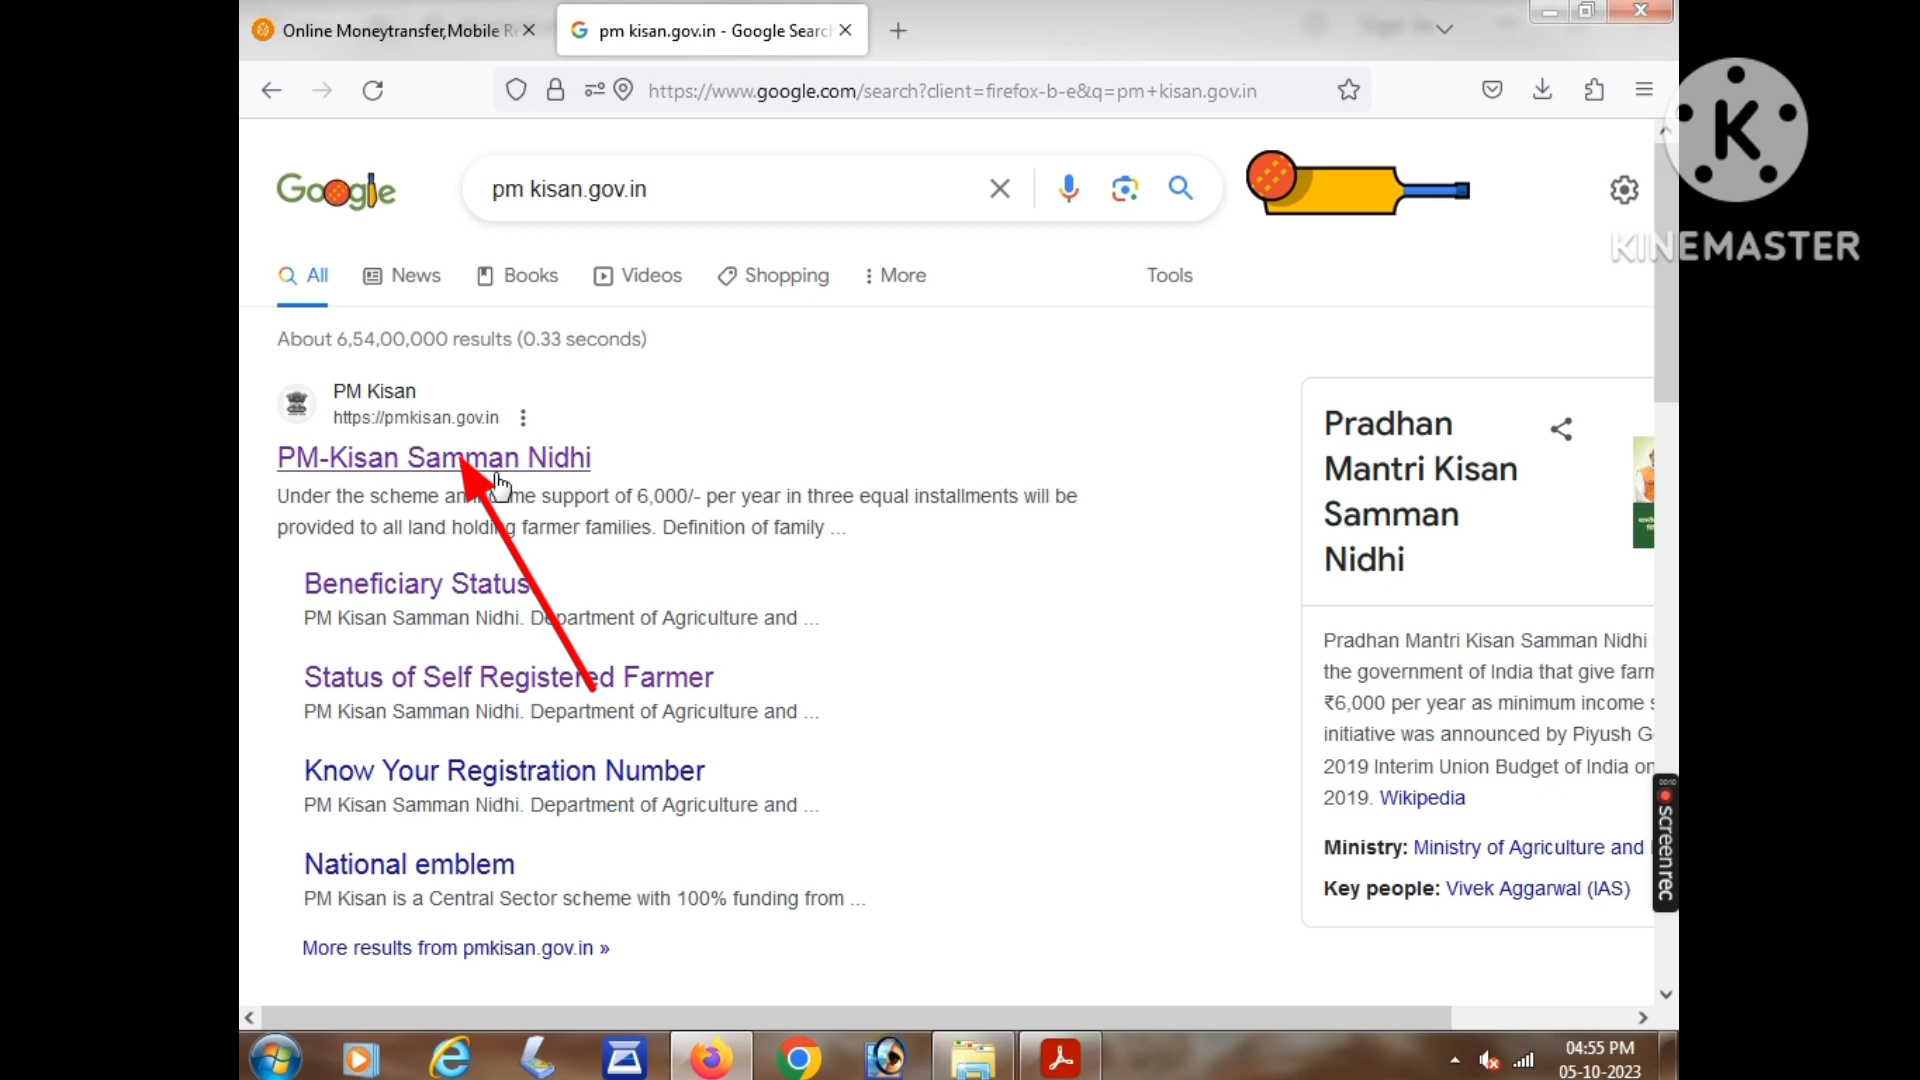 Online Moneytransfer,Mobile R
pm kisan.gov.in - Google Searc
https://www.google.com/search?client=firefox-b-e&q=pm+kisan.gov.in
K
KINEMASTER
Google
pm kisan.gov.in
All News Books Videos Shopping More Tools
About 6,54,00,000 results (0.33 seconds)
PM Kisan
https://pmkisan.gov.in
PM-Kisan Samman Nidhi
Under the scheme an me support of 6,000/- per year in three equal installments will be
provided to all land holding farmer families. Definition of family ...
Beneficiary Status
PM Kisan Samman Nidhi. Department of Agriculture and ...
Status of Self Registered Farmer
PM Kisan Samman Nidhi. Department of Agriculture and ...
Know Your Registration Number
PM Kisan Samman Nidhi. Department of Agriculture and ...
National emblem
PM Kisan is a Central Sector scheme with 100% funding from ...
More results from pmkisan.gov.in »
Pradhan
Mantri Kisan
Samman
Nidhi
Pradhan Mantri Kisan Samman Nidhi
the government of India that give farm
₹6,000 per year as minimum income s
initiative was announced by Piyush G
2019 Interim Union Budget of India on
2019. Wikipedia
Ministry: Ministry of Agriculture and
Key people: Vivek Aggarwal (IAS)
screenrec
04:55 PM
05-10-2023